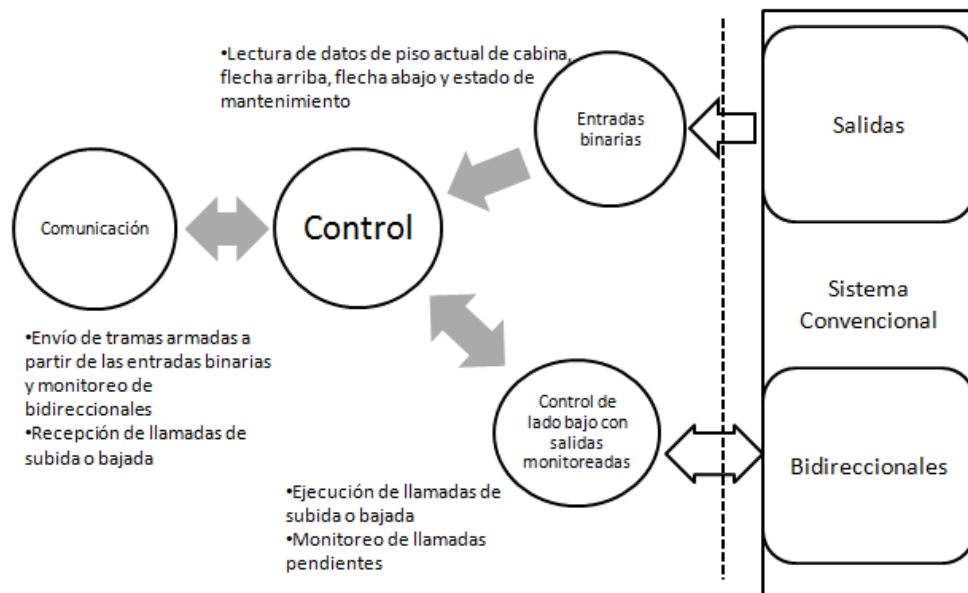 •Lectura de datos de piso actual de cabina,
flecha arriba, flecha abajo y estado de
mantenimiento
Entradas
binarias
Salidas
Comunicación
Control
Sistema
Convencional
•Envío de tramas armadas a
partir de las entradas binarias
y monitoreo de
bidireccionales
•Recepción de llamadas de
subida o bajada
Control de
lado bajo con
salidas
monitoreadas
Bidireccionales
•Ejecución de llamadas de
subida o bajada
•Monitoreo de llamadas
pendientes